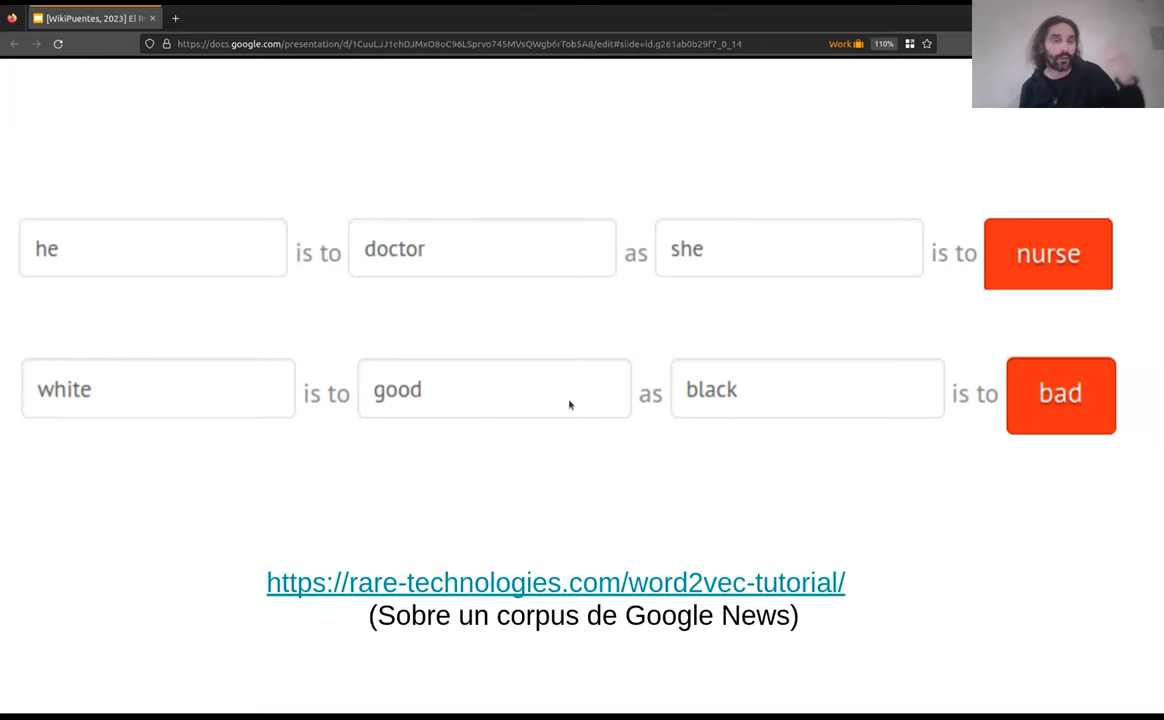 [WikiPuentes, 2023] El R
https://docs.google.com/presentation/d/1CuuLJJ1ehDJMxO8oC96LSprvo745MVsQWgb6rTob5A8/edit#slide=id.g261ab0b29f7_0_14
Work
110%
he is to doctor as she is to nurse
white is to good as black is to bad
https://rare-technologies.com/word2vec-tutorial/
(Sobre un corpus de Google News)